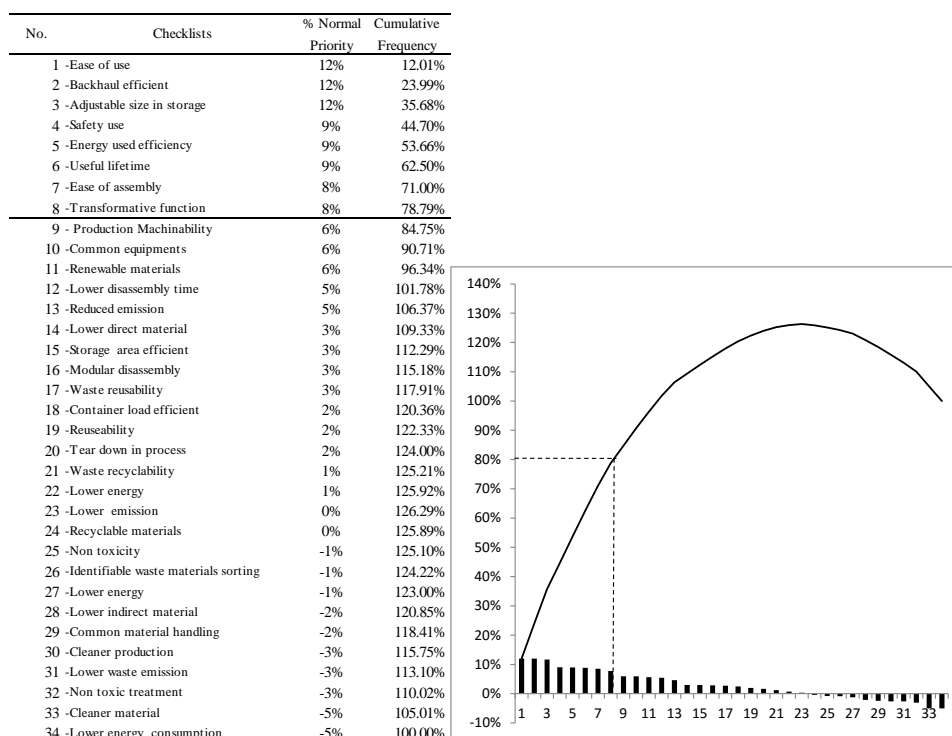 No. Checklists % Normal Priority Cumulative Frequency
1 -Ease of use 12% 12.01%
2 -Backhaul efficient 12% 23.99%
3 -Adjustable size in storage 12% 35.68%
4 -Safety use 9% 44.70%
5 -Energy used efficiency 9% 53.66%
6 -Useful lifetime 9% 62.50%
7 -Ease of assembly 8% 71.00%
8 -Transformative function 8% 78.79%
9 - Production Machinability 6% 84.75%
10 -Common equipments 6% 90.71%
11 -Renewable materials 6% 96.34%
12 -Lower disassembly time 5% 101.78%
13 -Reduced emission 5% 106.37%
14 -Lower direct material 3% 109.33%
15 -Storage area efficient 3% 112.29%
16 -Modular disassembly 3% 115.18%
17 -Waste reusability 3% 117.91%
18 -Container load efficient 2% 120.36%
19 -Reuseability 2% 122.33%
20 -Tear down in process 2% 124.00%
21 -Waste recyclability 1% 125.21%
22 -Lower energy 1% 125.92%
23 -Lower emission 0% 126.29%
24 -Recyclable materials 0% 125.89%
25 -Non toxicity -1% 125.10%
26 -Identifiable waste materials sorting -1% 124.22%
27 -Lower energy -1% 123.00%
28 -Lower indirect material -2% 120.85%
29 -Common material handling -2% 118.41%
30 -Cleaner production -3% 115.75%
31 -Lower waste emission -3% 113.10%
32 -Non toxic treatment -3% 110.02%
33 -Cleaner material -5% 105.01%
34 -Lower energy consumption -5% 100.00%
140%
130%
120%
110%
100%
90%
80%
70%
60%
50%
40%
30%
20%
10%
0%
-10%
1 3 5 7 9 11 13 15 17 19 21 23 25 27 29 31 33